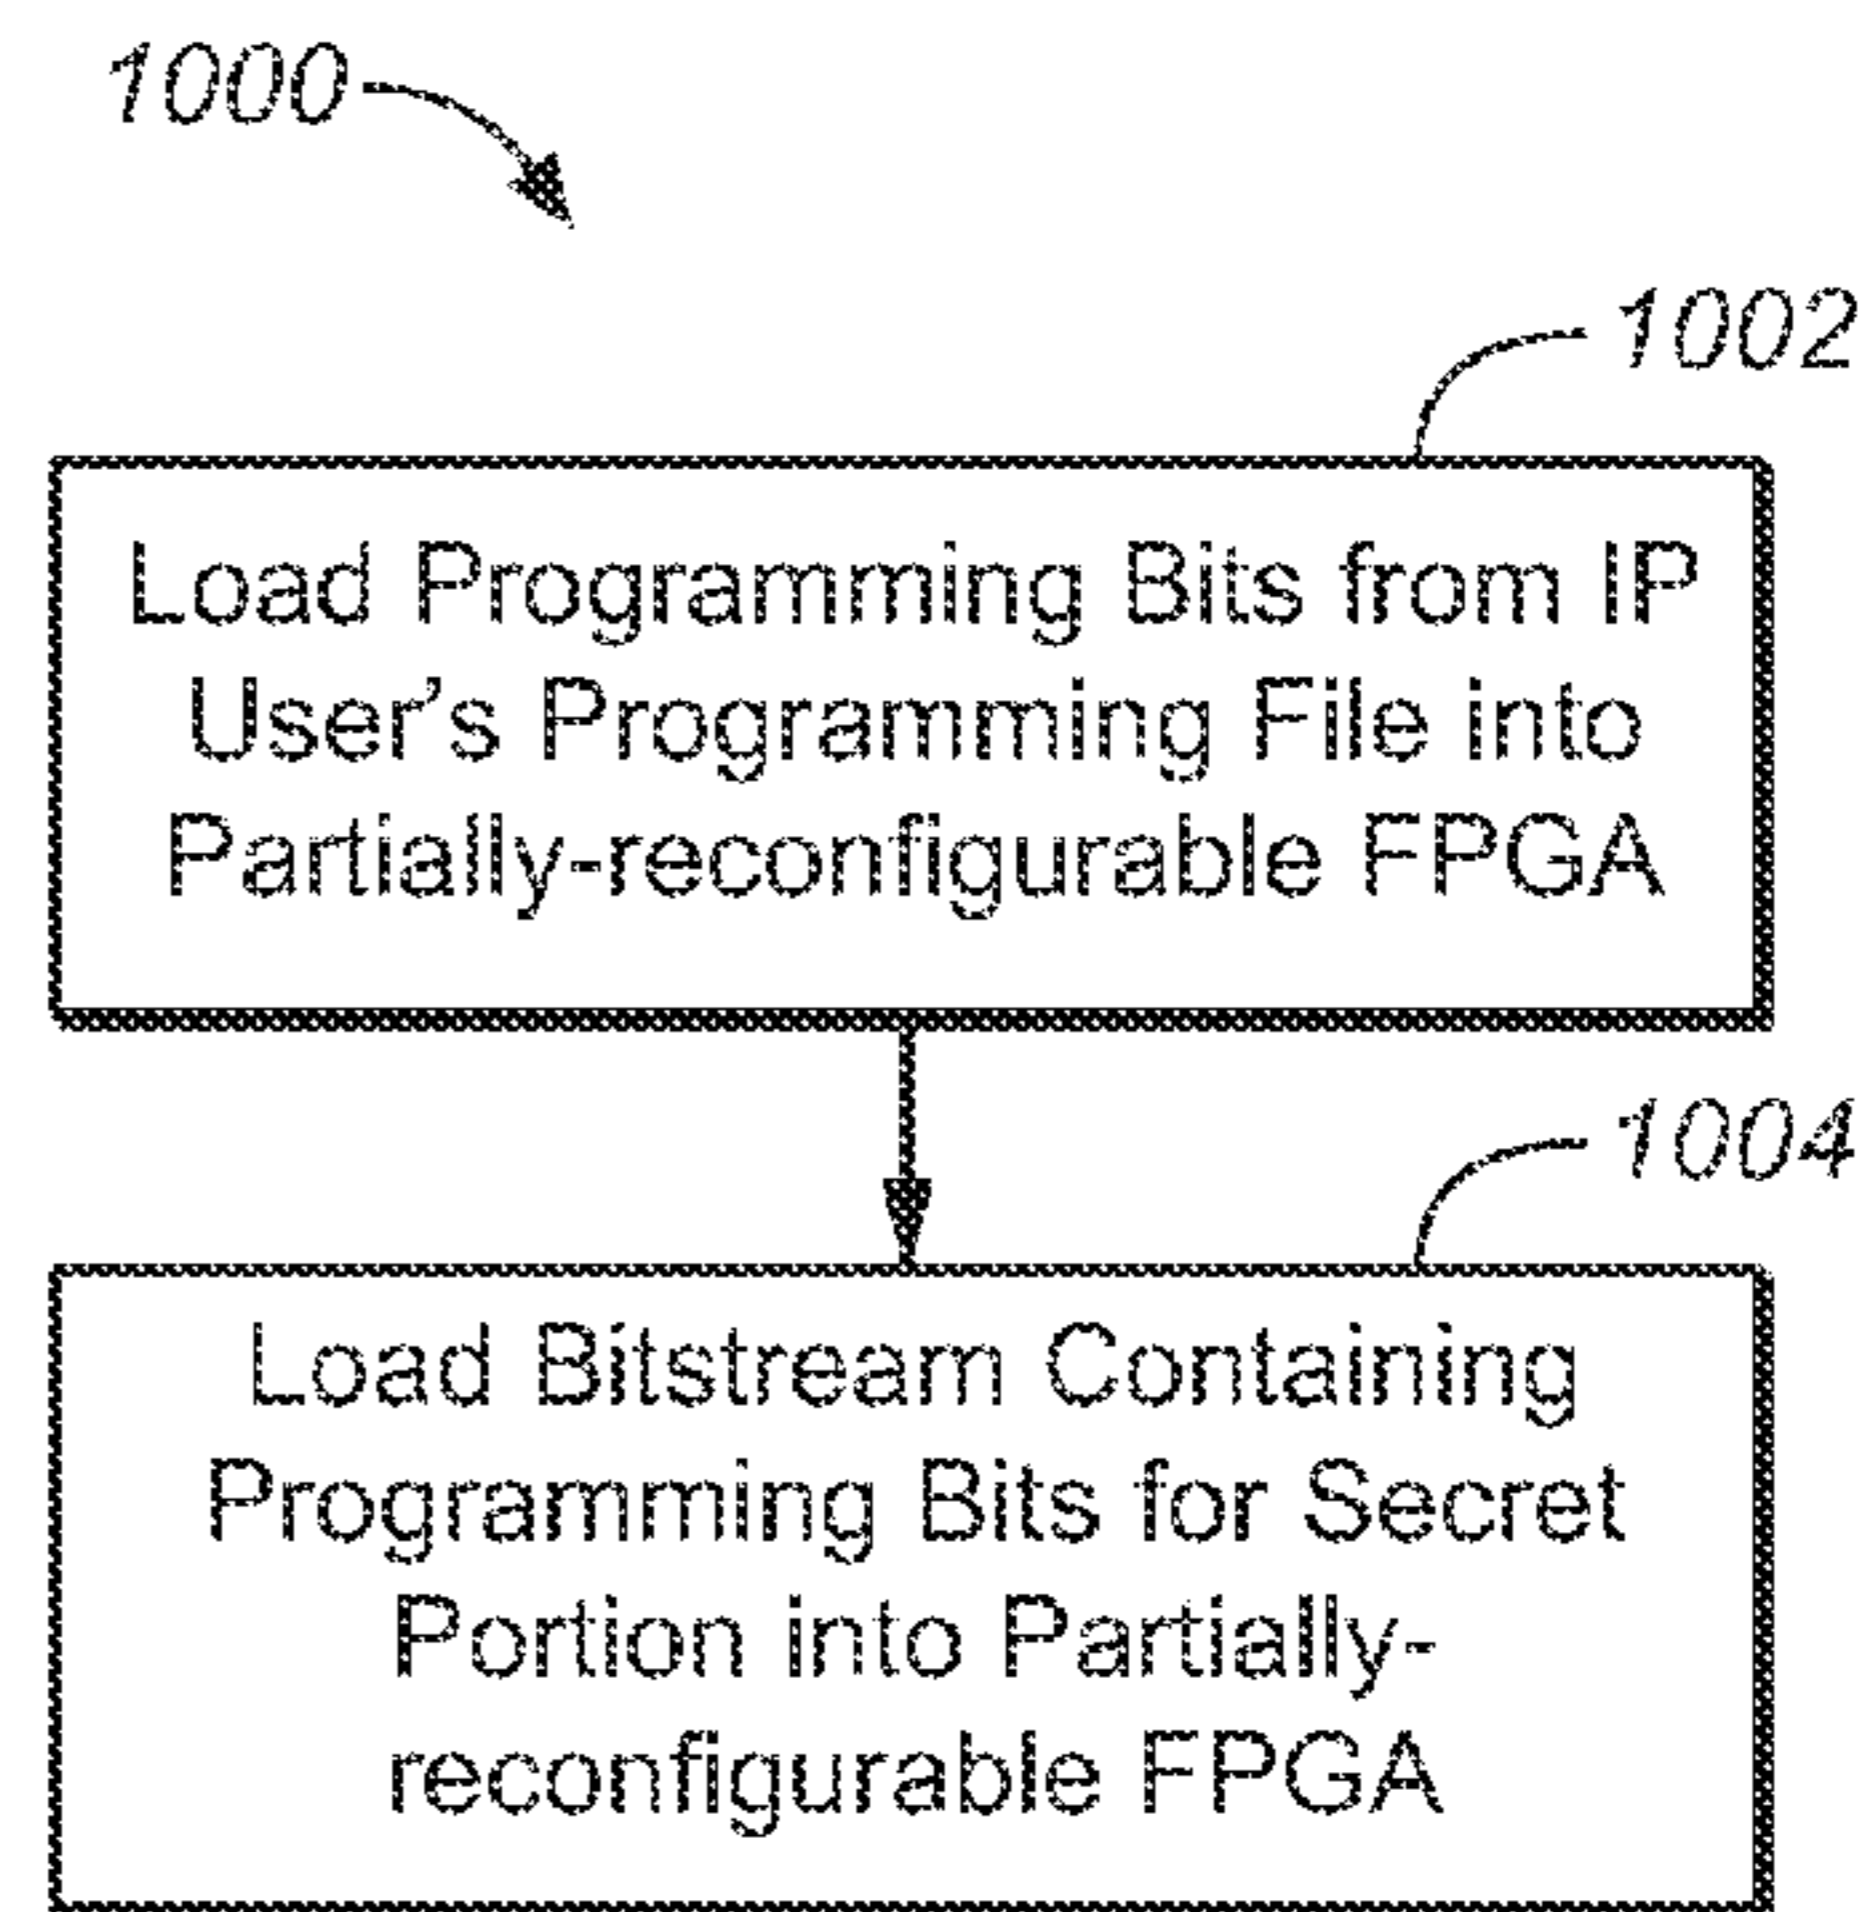 1000
1002
Load Programming Bits from IP
User's Programming File into
Partially-reconfigurable FPGA
1004
Load Bitstream Containing
Programming Bits for Secret
Portion into Partially-
reconfigurable FPGA